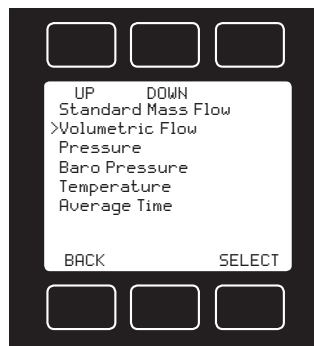 UP DOWN
Standard Mass Flow
>Volumetric Flow
Pressure
Baro Pressure
Temperature
Average Time
BACK SELECT